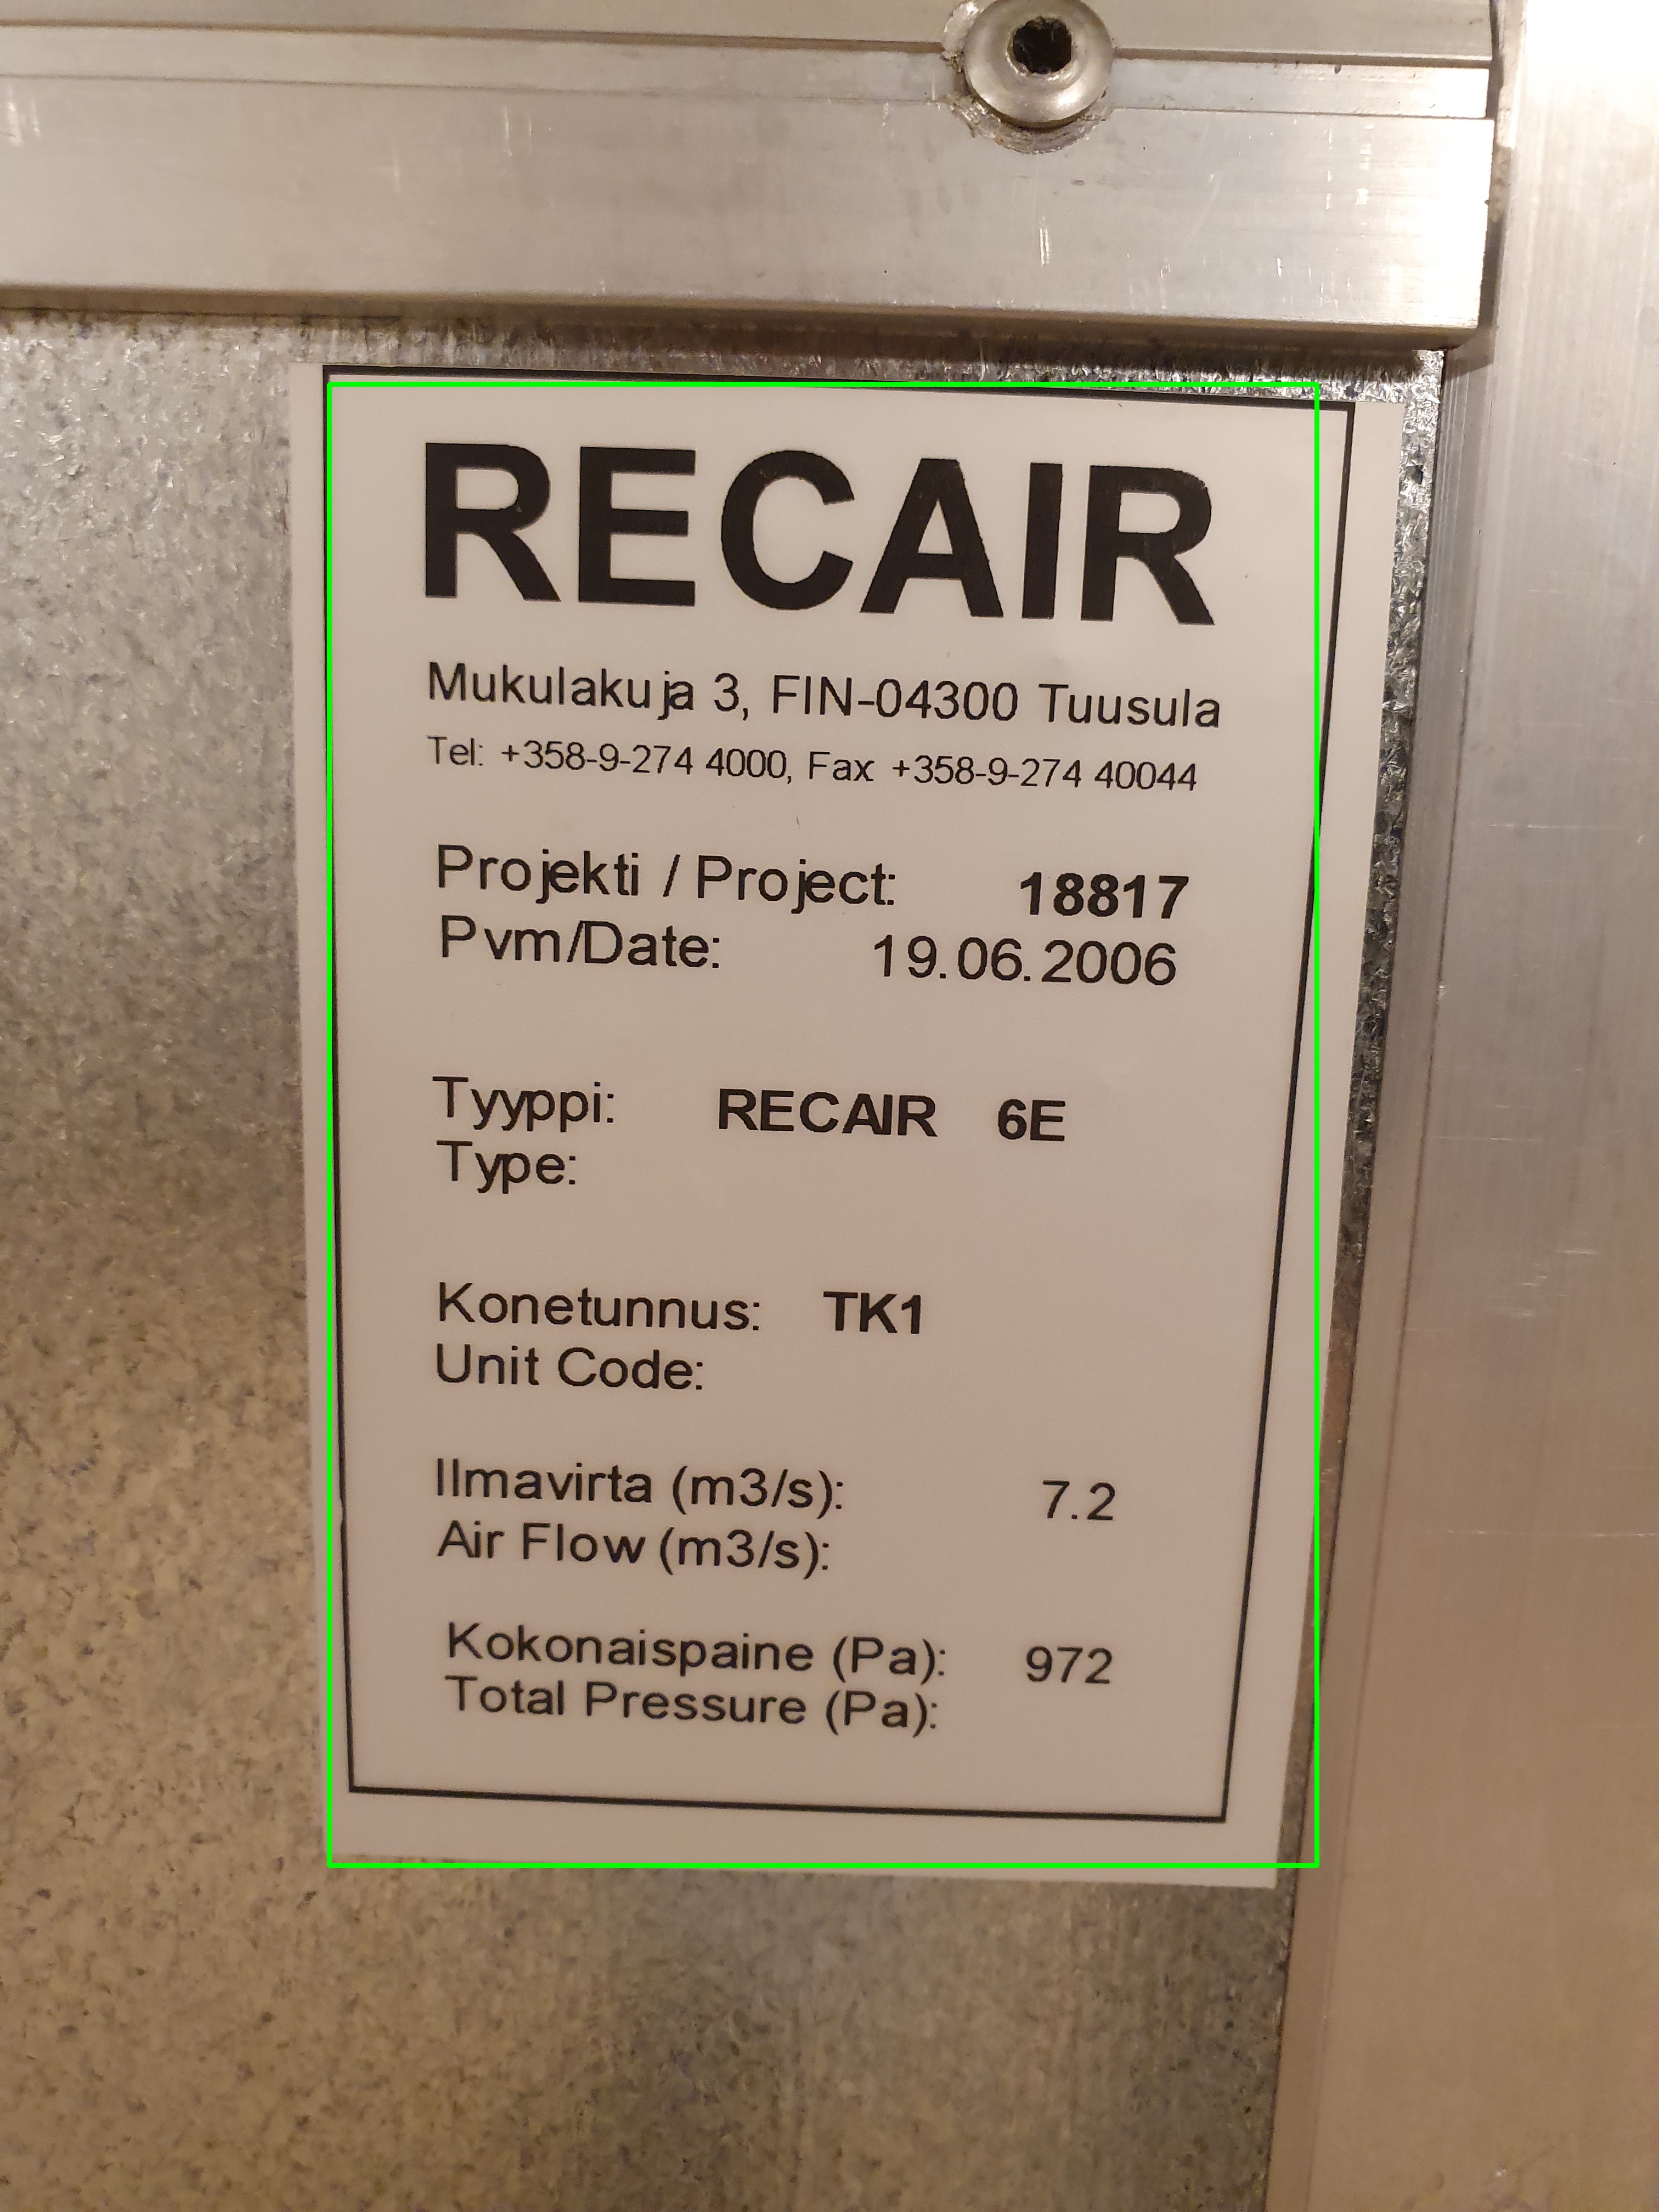 RECAIR
Mukulakuja 3, FIN-04300 Tuusula
Tel: +358-9-274 4000, Fax +358-9-274 40044
Projekti / Project: 18817
Pvm/Date: 19.06.2006
Tyyppi: RECAIR 6E
Type:
Konetunnus: TK1
Unit Code:
Ilmavirta (m3/s): 7.2
Air Flow (m3/s):
Kokonaispaine (Pa): 972
Total Pressure (Pa):